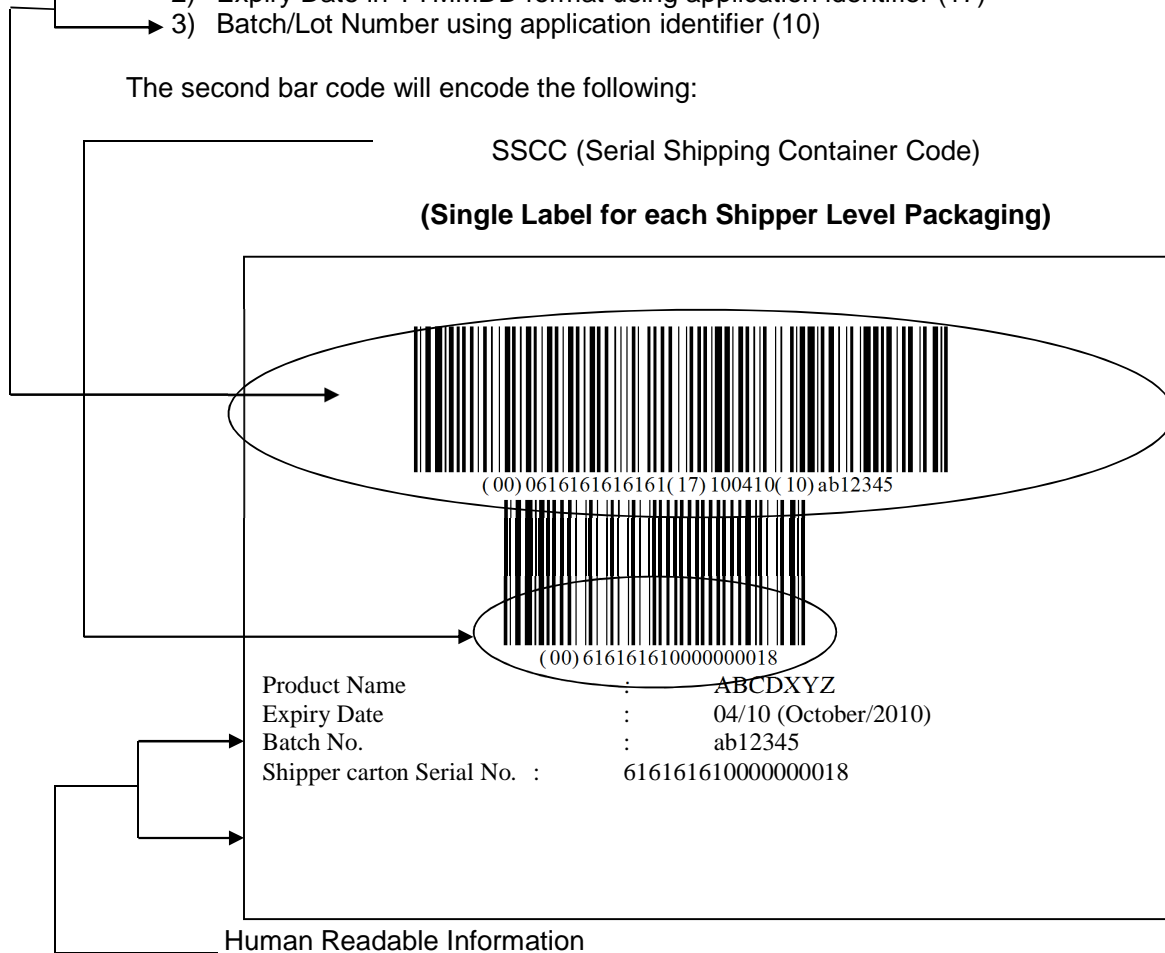 3) Batch/Lot Number using application identifier (10)
The second bar code will encode the following:
SSCC (Serial Shipping Container Code)
(Single Label for each Shipper Level Packaging)
(00)0616161616161(17)100410(10)ab12345
(00)616161610000000018
Product Name : ABCDXYZ
Expiry Date : 04/10 (October/2010)
Batch No. : ab12345
Shipper carton Serial No. : 616161610000000018
Human Readable Information